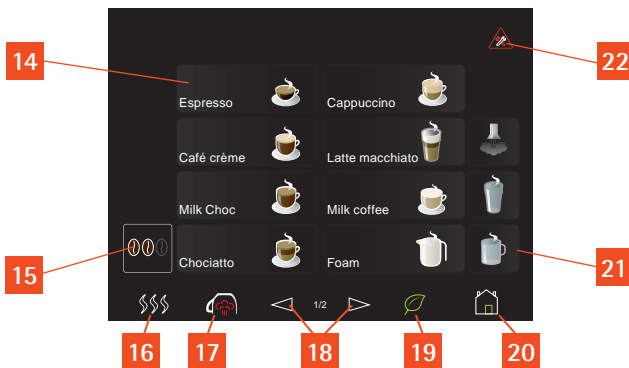 14
22
Espresso
Cappuccino
Café crème
Latte macchiato
Milk Choc
Milk coffee
Chociatto
Foam
15
21
1/2
16
17
18
19
20